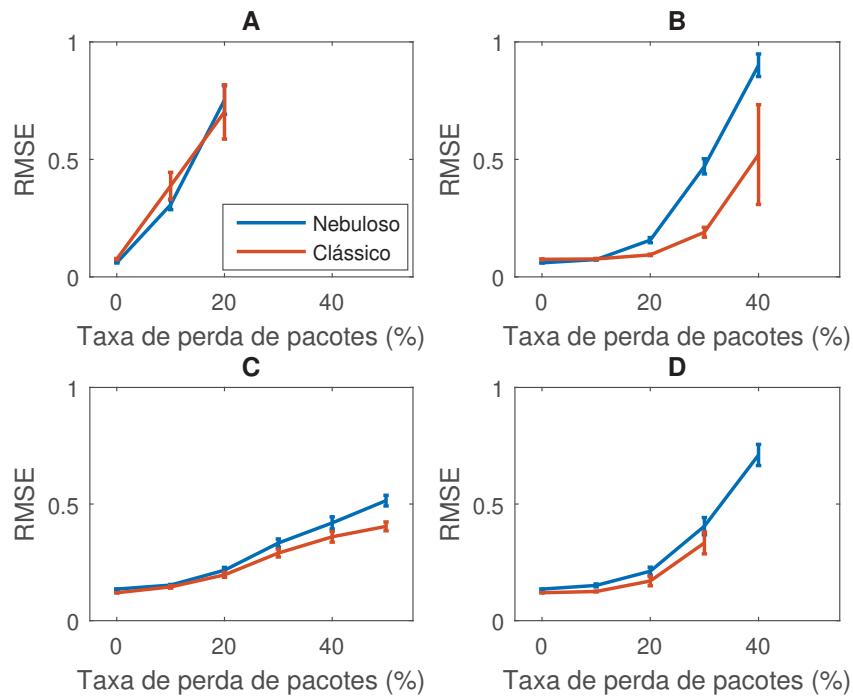 A
1
0.5
0
RMSE
0 20 40
Taxa de perda de pacotes (%)
Nebuloso
Clássico
B
1
0.5
0
RMSE
0 20 40
Taxa de perda de pacotes (%)
C
1
0.5
0
RMSE
0 20 40
Taxa de perda de pacotes (%)
D
1
0.5
0
RMSE
0 20 40
Taxa de perda de pacotes (%)